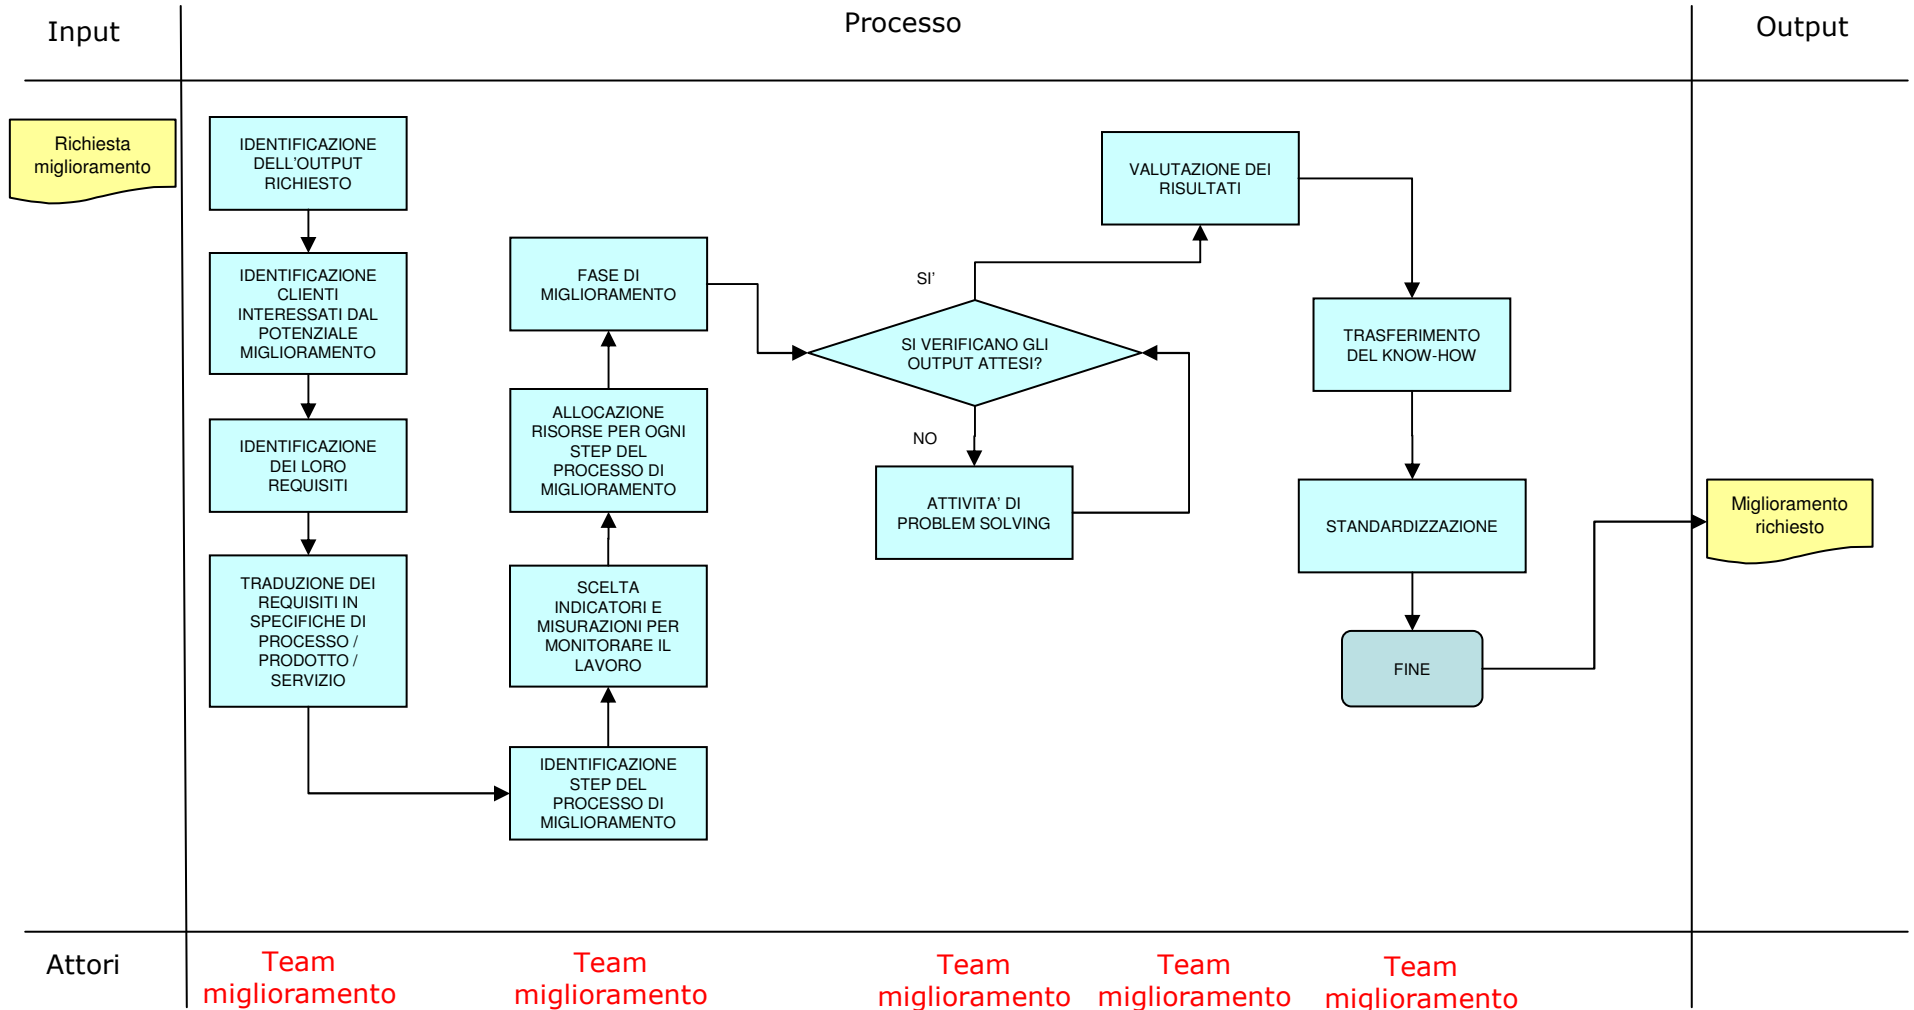 Input
Processo
Output
Richiesta
miglioramento
IDENTIFICAZIONE
DELL'OUTPUT
RICHIESTO
IDENTIFICAZIONE
CLIENTI
INTERESSATI DAL
POTENZIALE
MIGLIORAMENTO
IDENTIFICAZIONE
DEI LORO
REQUISITI
TRADUZIONE DEI
REQUISITI IN
SPECIFICHE DI
PROCESSO /
PRODOTTO /
SERVIZIO
FASE DI
MIGLIORAMENTO
ALLOCAZIONE
RISORSE PER OGNI
STEP DEL
PROCESSO DI
MIGLIORAMENTO
SCELTA
INDICATORI E
MISURAZIONI PER
MONITORARE IL
LAVORO
IDENTIFICAZIONE
STEP DEL
PROCESSO DI
MIGLIORAMENTO
SI'
SI VERIFICANO GLI
OUTPUT ATTESI?
NO
ATTIVITA' DI
PROBLEM SOLVING
VALUTAZIONE DEI
RISULTATI
TRASFERIMENTO
DEL KNOW-HOW
STANDARDIZZAZIONE
FINE
Miglioramento
richiesto
Attori
Team
miglioramento
Team
miglioramento
Team
miglioramento
Team
miglioramento
Team
miglioramento